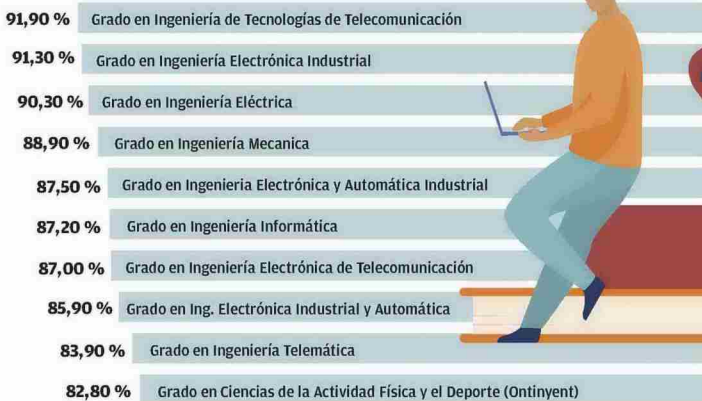 91,90 % Grado en Ingeniería de Tecnologías de Telecomunicación
91,30 % Grado en Ingeniería Electrónica Industrial
90,30 % Grado en Ingeniería Eléctrica
88,90 % Grado en Ingeniería Mecanica
87,50 % Grado en Ingenieria Electrónica y Automática Industrial
87,20 % Grado en Ingeniería Informática
87,00 % Grado en Ingeniería Electrónica de Telecomunicación
85,90 % Grado en Ing. Electrónica Industrial y Automática
83,90 % Grado en Ingeniería Telemática
82,80 % Grado en Ciencias de la Actividad Física y el Deporte (Ontinyent)